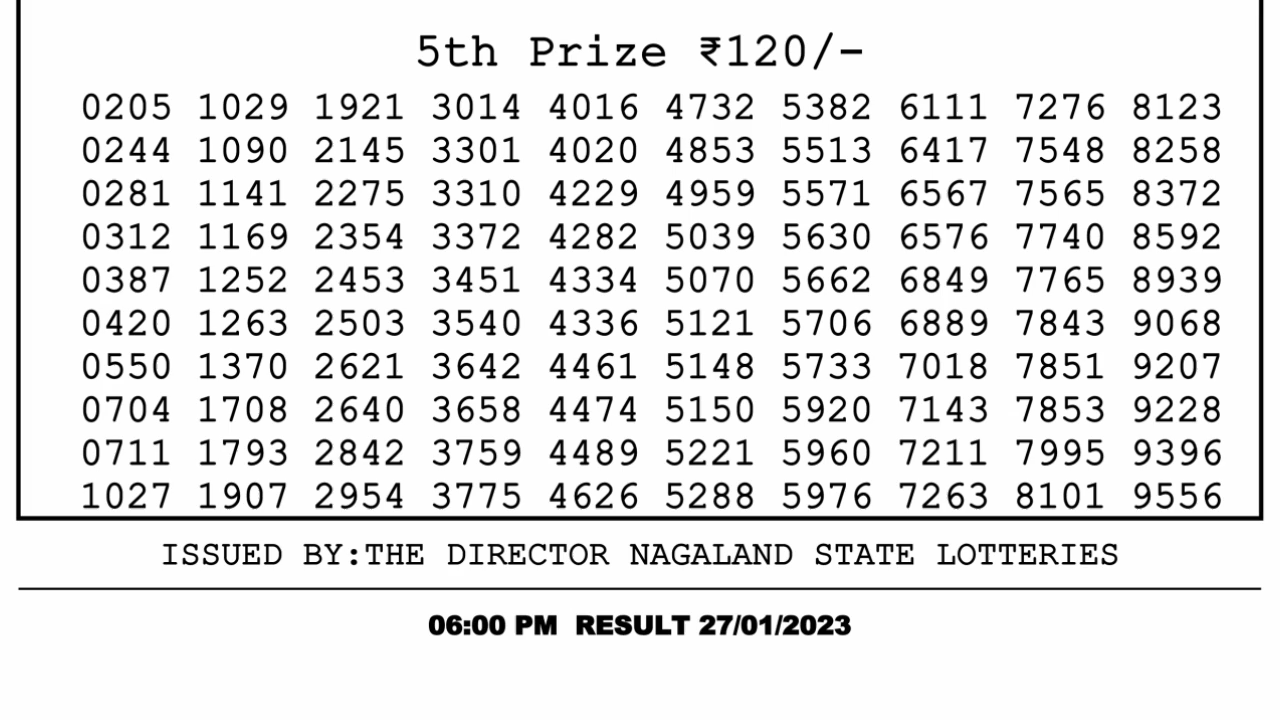 5th Prize ₹120/-
0205 1029 1921 3014 4016 4732 5382 6111 7276 8123
0244 1090 2145 3301 4020 4853 5513 6417 7548 8258
0281 1141 2275 3310 4229 4959 5571 6567 7565 8372
0312 1169 2354 3372 4282 5039 5630 6576 7740 8592
0387 1252 2453 3451 4334 5070 5662 6849 7765 8939
0420 1263 2503 3540 4336 5121 5706 6889 7843 9068
0550 1370 2621 3642 4461 5148 5733 7018 7851 9207
0704 1708 2640 3658 4474 5150 5920 7143 7853 9228
0711 1793 2842 3759 4489 5221 5960 7211 7995 9396
1027 1907 2954 3775 4626 5288 5976 7263 8101 9556
ISSUED BY:THE DIRECTOR NAGALAND STATE LOTTERIES
06:00 PM RESULT 27/01/2023